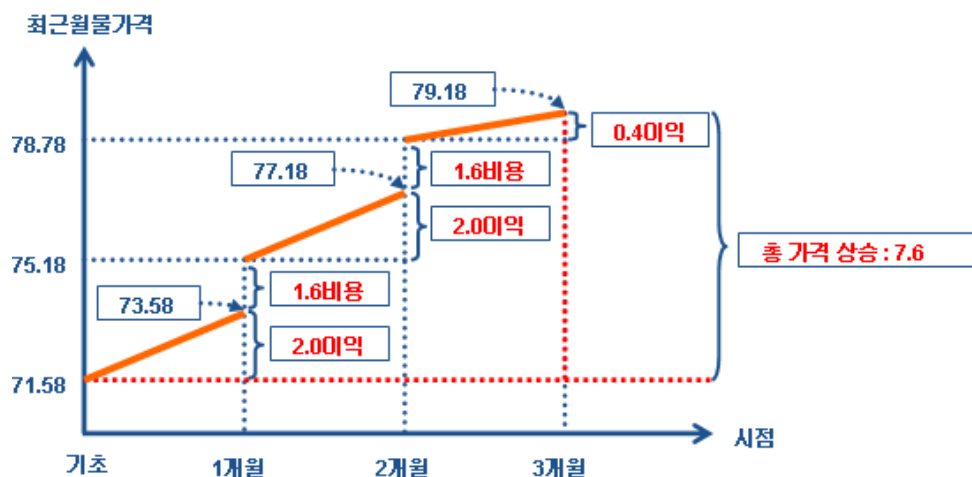 최근월물가격
79.18
78.78
0.4이익
77.18
1.6비용
2.0이익
75.18
총 가격 상승 : 7.6
73.58
1.6비용
2.0이익
71.58
시점
기초
1개월
2개월
3개월